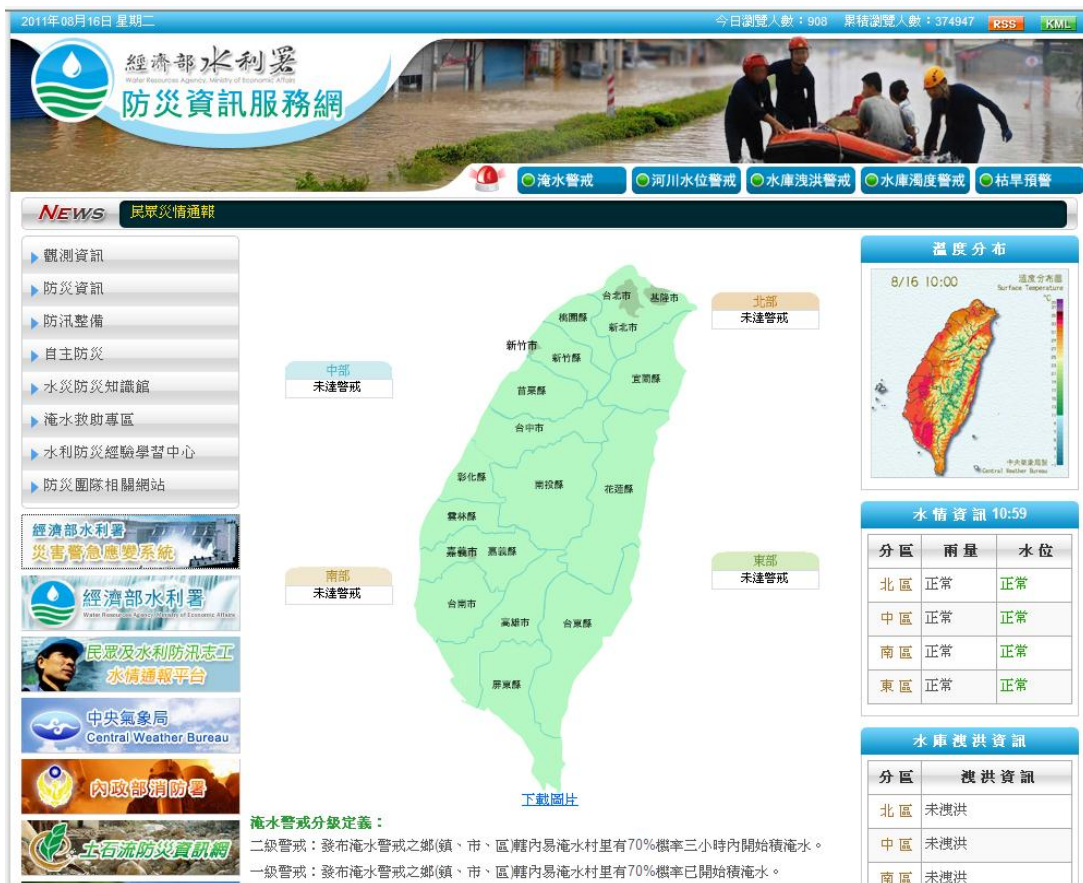 2011年08月16日 星期二
今日瀏覽人數：908 累積瀏覽人數：374947 RSS KML
經濟部水利署
Water Resources Agency, Ministry of Economic Affairs
防災資訊服務網
淹水警戒 河川水位警戒 水庫洩洪警戒 水庫濁度警戒 枯旱預警
NEWS 民眾災情通報
觀測資訊
防災資訊
防汛整備
自主防災
水災防災知識館
淹水救助專區
水利防災經驗學習中心
防災團隊相關網站
經濟部水利署
災害緊急應變系統
經濟部水利署
Water Resources Agency, Ministry of Economic Affairs
民眾及水利防汛志工
水情通報平台
中央氣象局
Central Weather Bureau
內政部消防署
土石流防災資訊網
台北市
基隆市
桃園縣
新北市
新竹市
新竹縣
宜蘭縣
苗栗縣
台中市
彰化縣
南投縣
花蓮縣
雲林縣
嘉義市
嘉義縣
台南市
高雄市
台東縣
屏東縣
北部
未達警戒
中部
未達警戒
南部
未達警戒
東部
未達警戒
下載圖片
淹水警戒分級定義：
二級警戒：發布淹水警戒之鄉(鎮、市、區)轄內易淹水村里有70%機率三小時內開始積淹水。
一級警戒：發布淹水警戒之鄉(鎮、市、區)轄內易淹水村里有70%機率已開始積淹水。
溫度分布
8/16 10:00
溫度分布圖
Surface Temperature
°C
中央氣象局製
Central Weather Bureau
水情資訊 10:59
分區 雨量 水位
北區 正常 正常
中區 正常 正常
南區 正常 正常
東區 正常 正常
水庫洩洪資訊
分區 洩洪資訊
北區 未洩洪
中區 未洩洪
南區 未洩洪